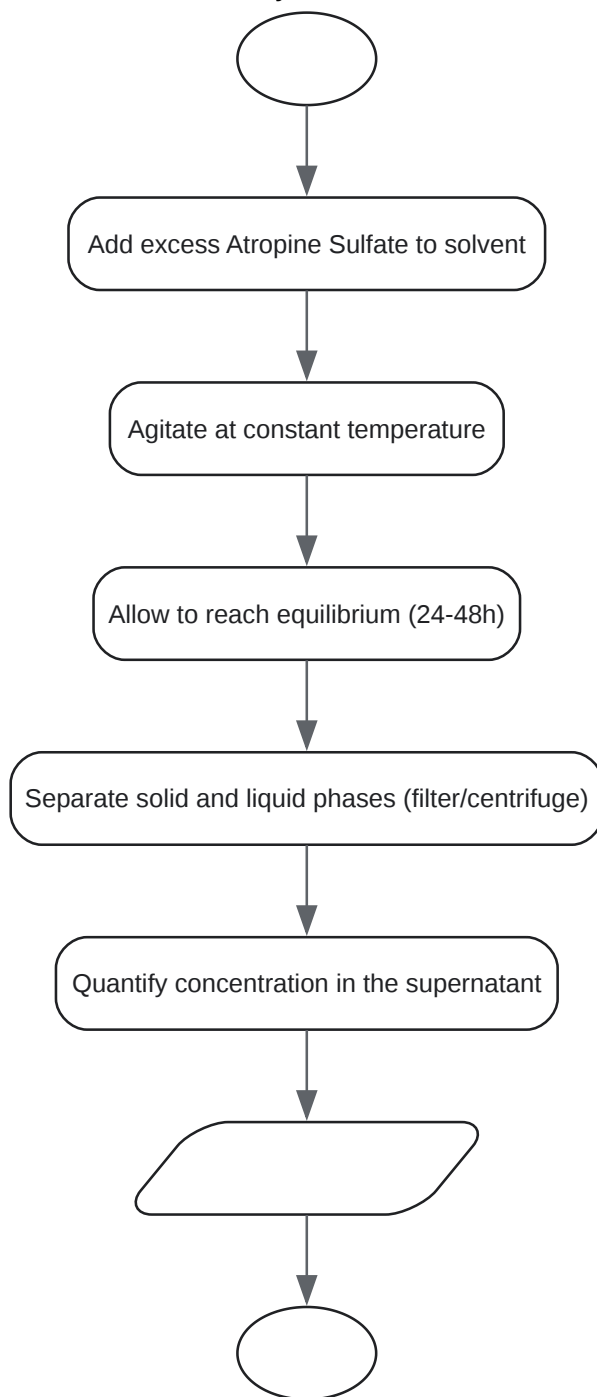 Add excess Atropine Sulfate to solvent
Agitate at constant temperature
Allow to reach equilibrium (24-48h)
Separate solid and liquid phases (filter/centrifuge)
Quantify concentration in the supernatant